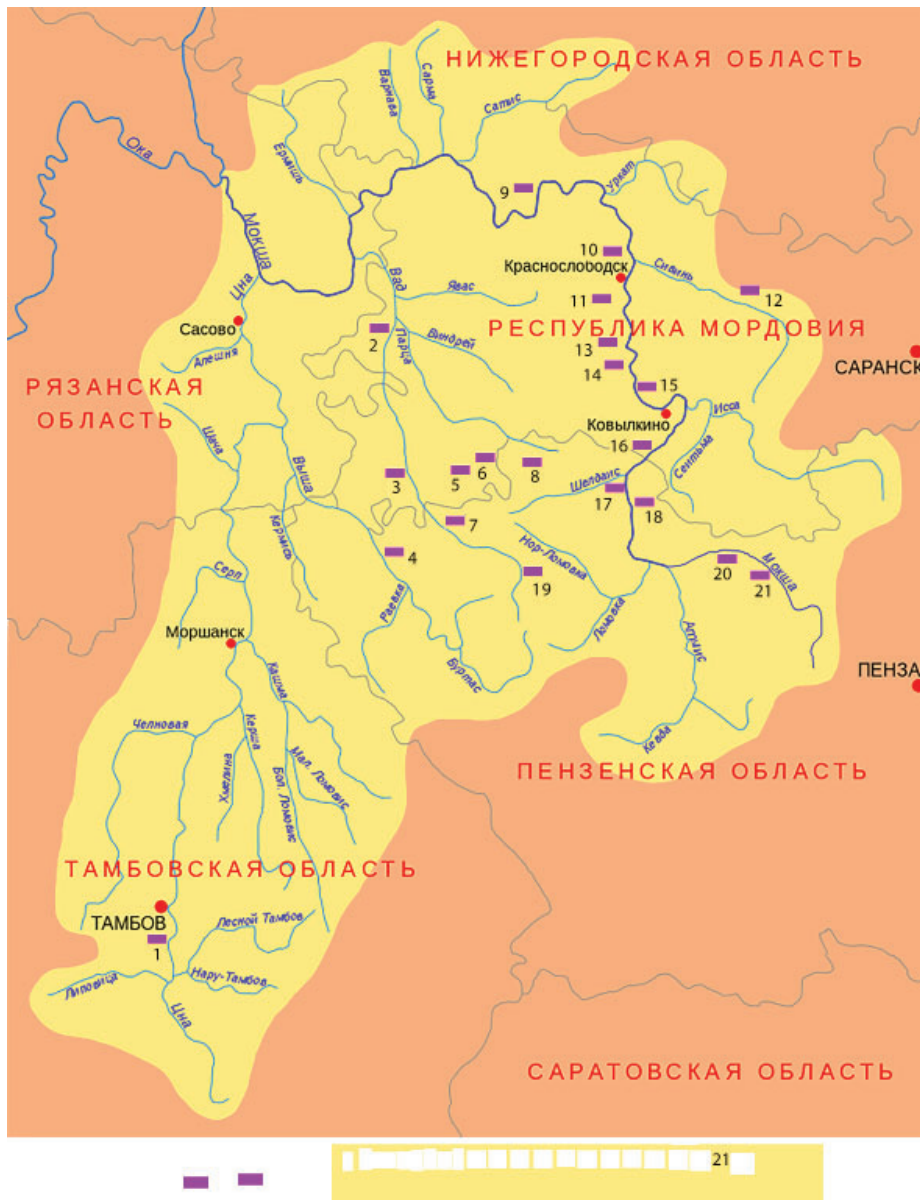 НИЖЕГОРОДСКАЯ ОБЛАСТЬ
Варнава
Сарма
Сатис
Ермышь
Ока
Мокша
Уркат
9
10
Краснослободск
Сивинь
12
Цна
Вад
Явас
11
РЕСПУБЛИКА МОРДОВИЯ
Сасово
2
Парца
Виндрей
13
САРАНСК
Алешня
14
РЯЗАНСКАЯ
ОБЛАСТЬ
15
Ковылкино
Исса
Шача
16
Сеитьма
Выша
3
5
6
8
Шелдаис
17
18
Кермись
7
4
Нор-Ломовка
19
20
21
Мокша
Серп
Раевка
Ломовка
Атмис
Моршанск
Буртас
ПЕНЗА
Кашма
Челновая
Керша
Кевда
Хмелина
Бол. Ломовис
Мал. Ломовис
ПЕНЗЕНСКАЯ ОБЛАСТЬ
ТАМБОВСКАЯ ОБЛАСТЬ
ТАМБОВ
Лесной Тамбов
1
Липовица
Нару-Тамбов
Цна
САРАТОВСКАЯ ОБЛАСТЬ
21